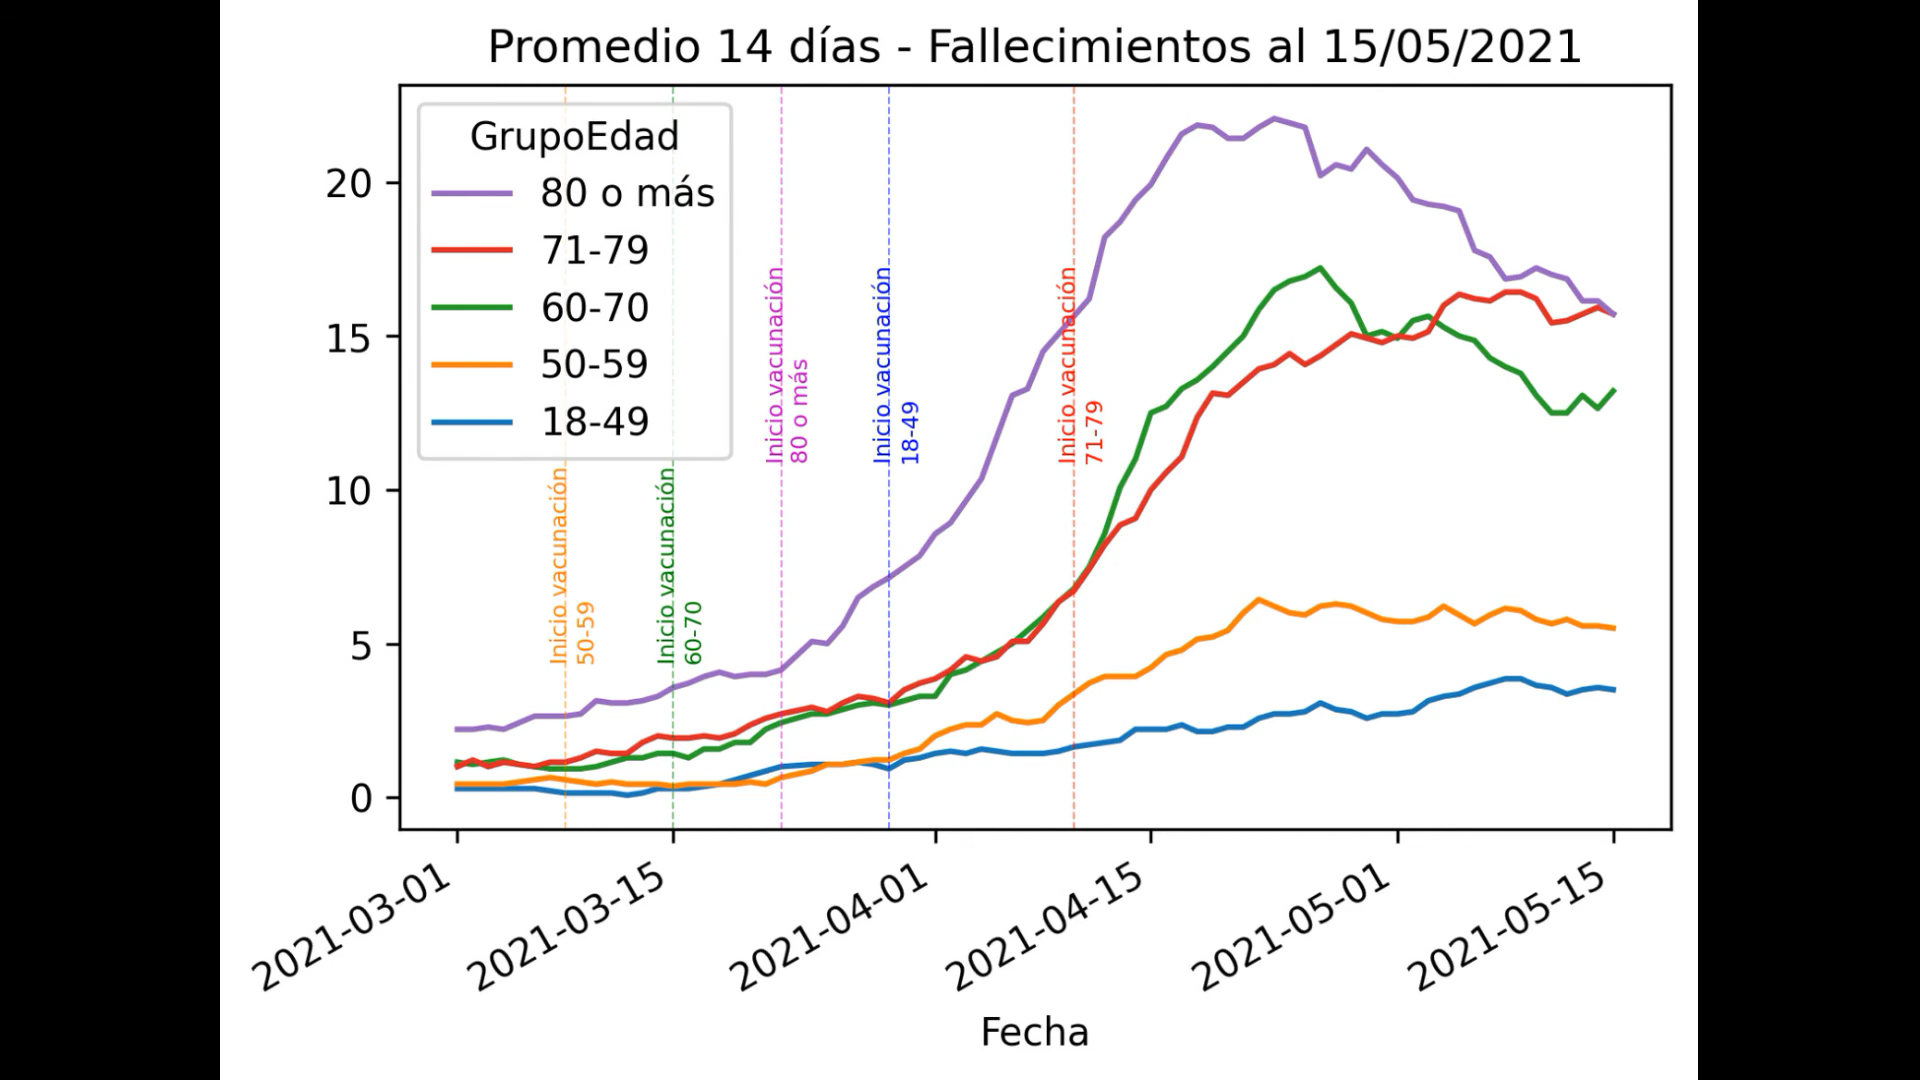 Promedio 14 días - Fallecimientos al 15/05/2021
GrupoEdad
80 o más
71-79
60-70
50-59
18-49
20
15
10
5
0
Inicio vacunación
50-59
Inicio vacunación
60-70
Inicio vacunación
80 o más
Inicio vacunación
18-49
Inicio vacunación
71-79
2021-03-01
2021-03-15
2021-04-01
2021-04-15
2021-05-01
2021-05-15
Fecha